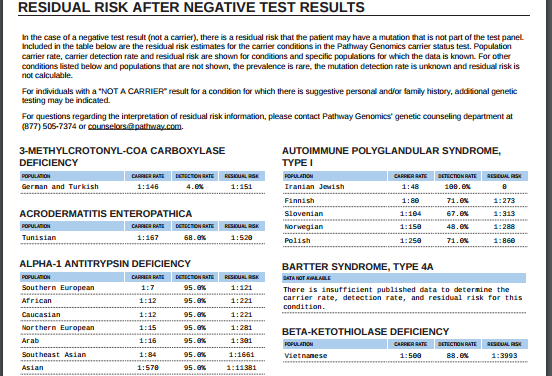 RESIDUAL RISK AFTER NEGATIVE TEST RESULTS
In the case of a negative test result (not a carrier), there is a residual risk that the patient may have a mutation that is not part of the test panel.
Included in the table below are the residual risk estimates for the carrier conditions in the Pathway Genomics carrier status test. Population
carrier rate, carrier detection rate and residual risk are shown for conditions and specific populations for which the data is known. For other
conditions listed below and populations that are not shown, the prevalence is rare, the mutation detection rate is unknown and residual risk is
not calculable.
For individuals with a "NOT A CARRIER" result for a condition for which there is suggestive personal and/or family history, additional genetic
testing may be indicated.
For questions regarding the interpretation of residual risk information, please contact Pathway Genomics' genetic counseling department at
(877) 505-7374 or counselors@pathway.com.
3-METHYLCROTONYL-COA CARBOXYLASE
DEFICIENCY
POPULATION CARRIER RATE DETECTION RATE RESIDUAL RISK
German and Turkish 1:146 4.0% 1:151
ACRODERMATITIS ENTEROPATHICA
POPULATION CARRIER RATE DETECTION RATE RESIDUAL RISK
Tunisian 1:167 68.0% 1:520
ALPHA-1 ANTITRYPSIN DEFICIENCY
POPULATION CARRIER RATE DETECTION RATE RESIDUAL RISK
Southern European 1:7 95.0% 1:121
African 1:12 95.0% 1:221
Caucasian 1:12 95.0% 1:221
Northern European 1:15 95.0% 1:281
Arab 1:16 95.0% 1:301
Southeast Asian 1:84 95.0% 1:1661
Asian 1:570 95.0% 1:11381
AUTOIMMUNE POLYGLANDULAR SYNDROME,
TYPE I
POPULATION CARRIER RATE DETECTION RATE RESIDUAL RISK
Iranian Jewish 1:48 100.0% 0
Finnish 1:80 71.0% 1:273
Slovenian 1:104 67.0% 1:313
Norwegian 1:150 48.0% 1:288
Polish 1:250 71.0% 1:860
BARTTER SYNDROME, TYPE 4A
DATA NOT AVAILABLE
There is insufficient published data to determine the
carrier rate, detection rate, and residual risk for this
condition.
BETA-KETOTHIOLASE DEFICIENCY
POPULATION CARRIER RATE DETECTION RATE RESIDUAL RISK
Vietnamese 1:500 88.0% 1:3993